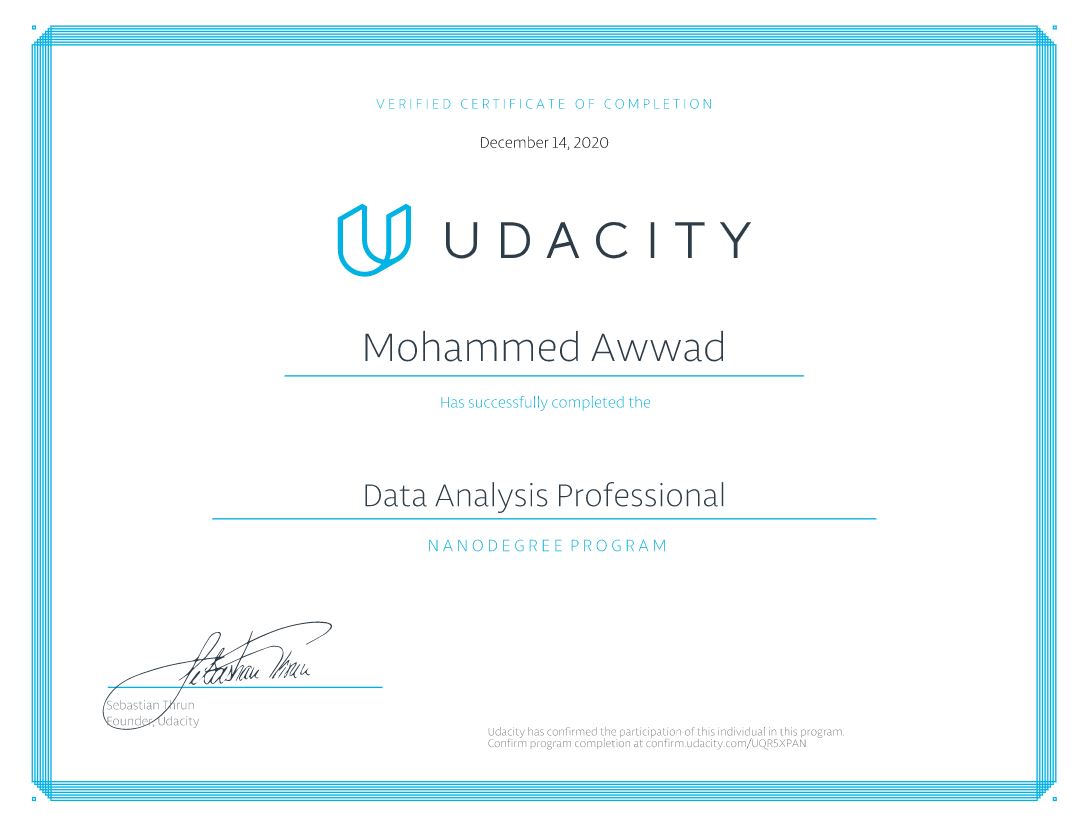 VERIFIED CERTIFICATE OF COMPLETION
December 14, 2020
UDACITY
Mohammed Awwad
Has successfully completed the
Data Analysis Professional
NANODEGREE PROGRAM
Sebastian Thrun
Sebastian Thrun
Founder, Udacity
Udacity has confirmed the participation of this individual in this program.
Confirm program completion at confirm.udacity.com/UQR5XPAN